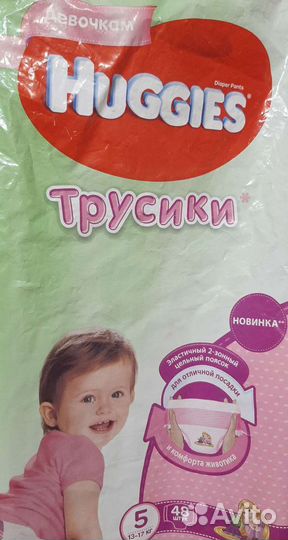 Девочкам
Diaper Pants
HUGGIES
Трусики*
НОВИНКА**
Эластичный 2-зонный
цельный поясок
для отличной посадки
и комфорта животика
5
13-17 кг
48
шт
Avito